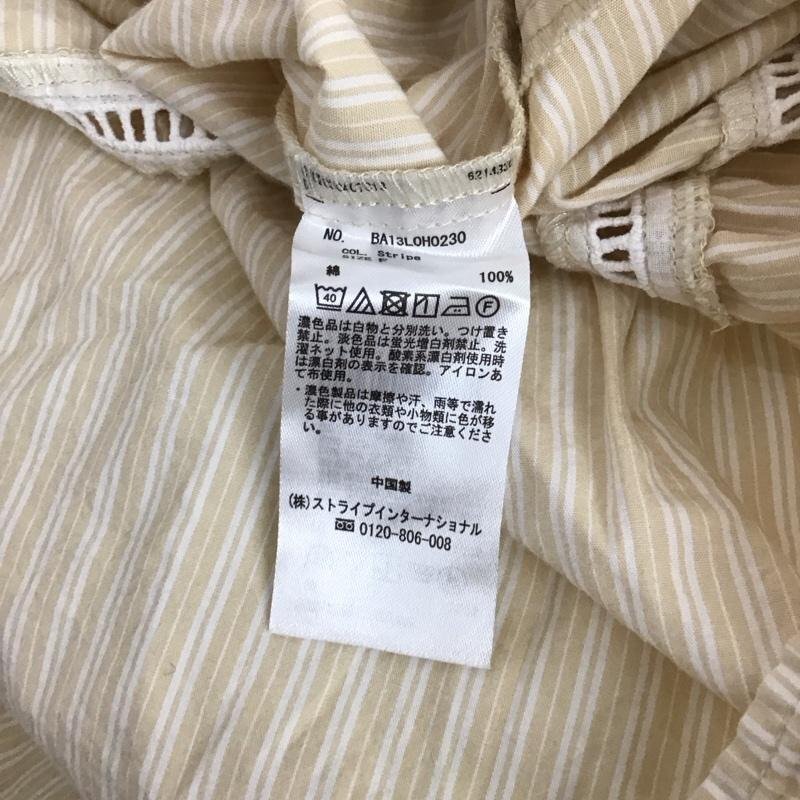 NO. BA13L0H0230
COL. Stripe
SIZE F
綿 100%
40
濃色品は白物と分別洗い。つけ置き
禁止。淡色品は蛍光増白剤禁止。洗
濯ネット使用。酸素系漂白剤使用時
は漂白剤の表示を確認。アイロンあ
て布使用。
・濃色製品は摩擦や汗、雨等で濡れ
た際に他の衣類や小物類に色が移
る事がありますのでご注意くださ
い。
中国製
(株)ストライプインターナショナル
0120-806-008